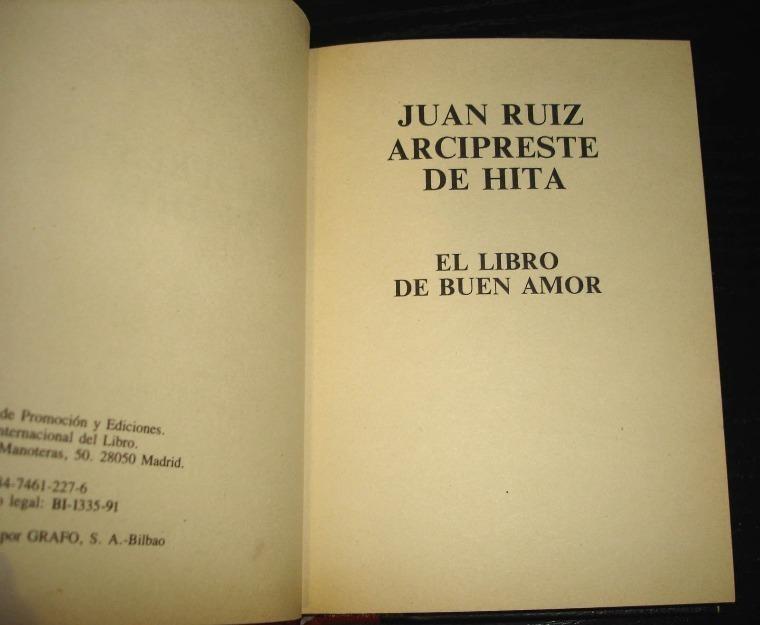 de Promoción y Ediciones.
nternacional del Libro.
Manoteras, 50. 28050 Madrid.
84-7461-227-6
o legal: BI-1335-91
por GRAFO, S. A.-Bilbao
JUAN RUIZ
ARCIPRESTE
DE HITA
EL LIBRO
DE BUEN AMOR